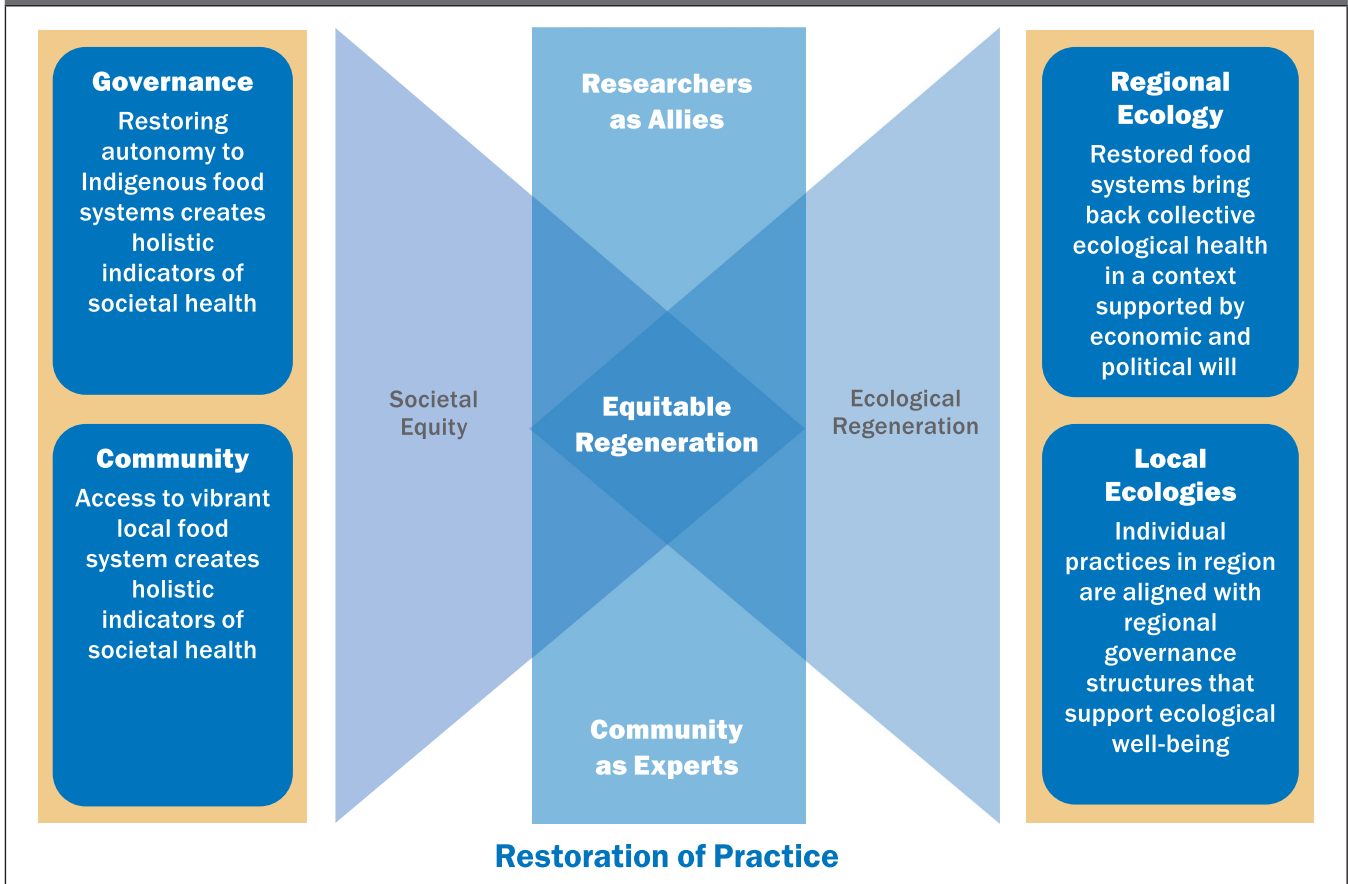 Governance
Restoring
autonomy to
Indigenous food
systems creates
holistic
indicators of
societal health
Community
Access to vibrant
local food
system creates
holistic
indicators of
societal health
Societal
Equity
Researchers
as Allies
Equitable
Regeneration
Community
as Experts
Ecological
Regeneration
Regional
Ecology
Restored food
systems bring
back collective
ecological health
in a context
supported by
economic and
political will
Local
Ecologies
Individual
practices in region
are aligned with
regional
governance
structures that
support ecological
well-being
Restoration of Practice